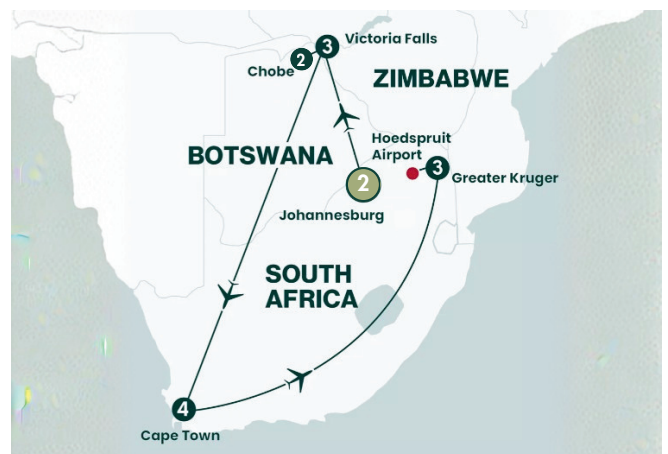 Victoria Falls
3
2
Chobe
ZIMBABWE
Hoedspruit
Airport
BOTSWANA
3
Greater Kruger
2
Johannesburg
SOUTH
AFRICA
4
Cape Town